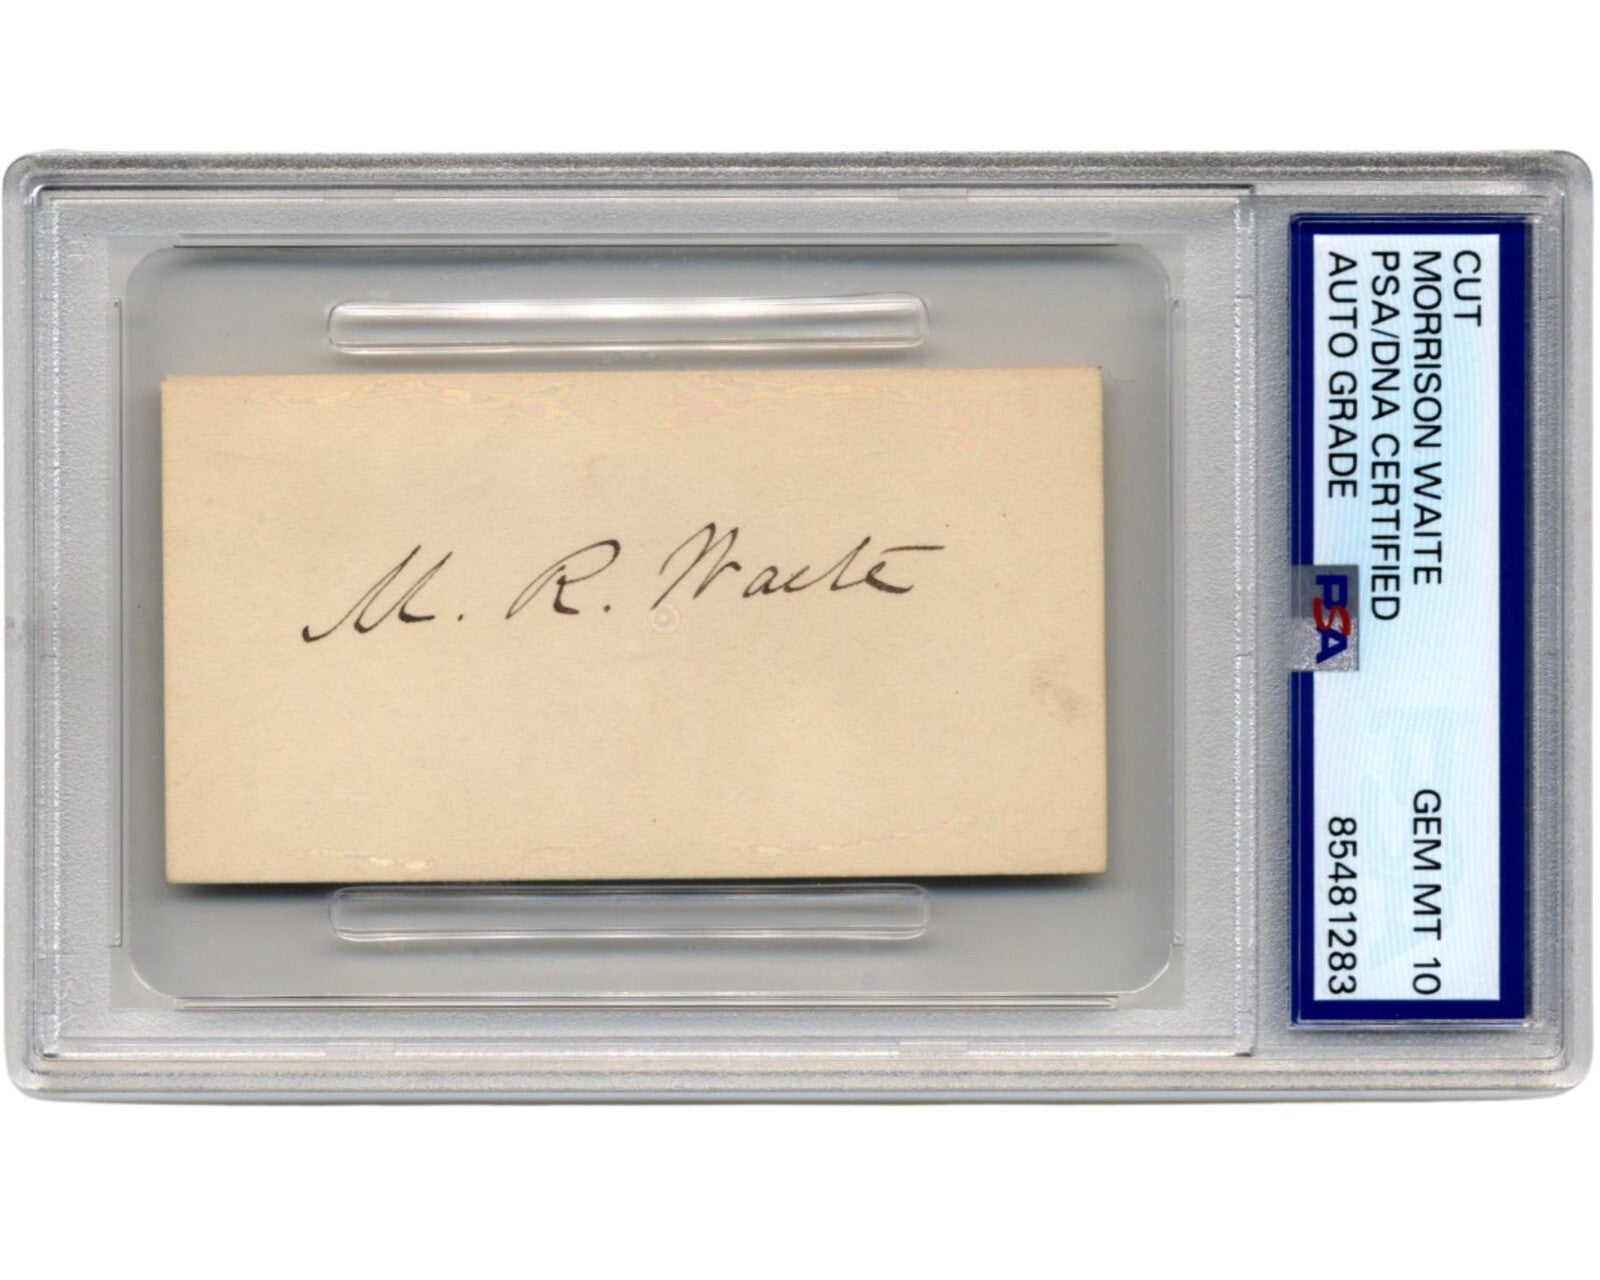 M. R. Waite
CUT
MORRISON WAITE
GEM MT 10
PSA/DNA CERTIFIED
AUTO GRADE
85481283
PSA